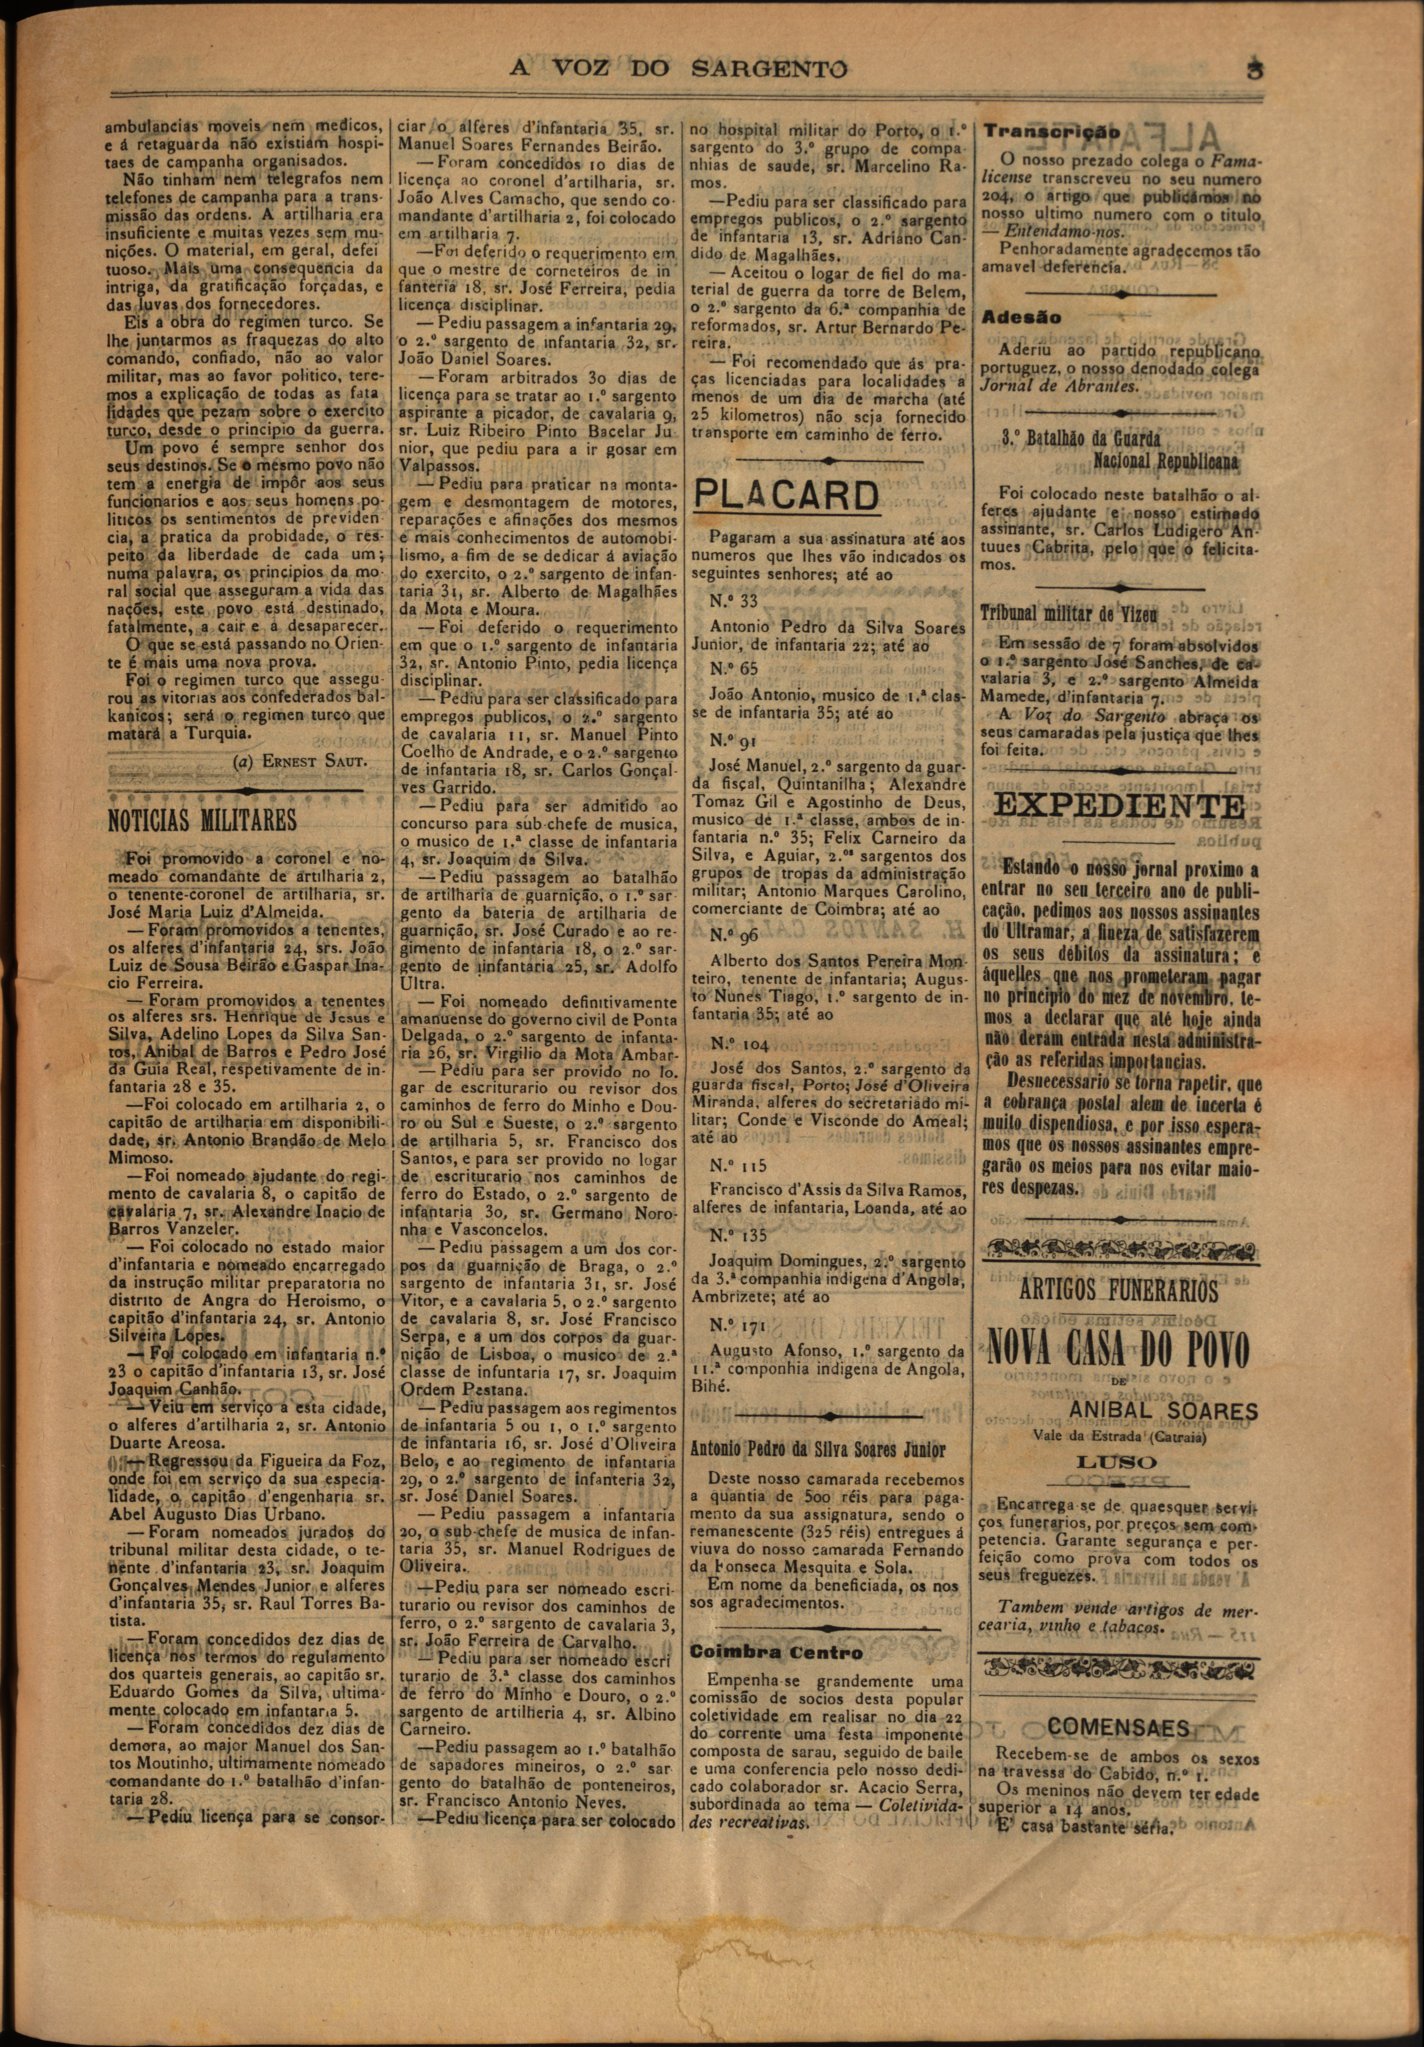 A VOZ DO SARGENTO
3
ambulancias moveis nem medicos,
e á retaguarda não existiam hospi-
taes de campanha organisados.
Não tinham nem telegrafos nem
telefones de campanha para a trans-
missão das ordens. A artilharia era
insuficiente e muitas vezes sem mu-
nições. O material, em geral, defei
tuoso. Mais uma consequencia da
intriga, da gratificação forçadas, e
das luvas dos fornecedores.
Eis a obra do regimen turco. Se
lhe juntarmos as fraquezas do alto
comando, confiado, não ao valor
militar, mas ao favor politico, tere-
mos a explicação de todas as fata
lidades que pezam sobre o exercito
turco, desde o principio da guerra.
Um povo é sempre senhor dos
seus destinos. Se o mesmo povo não
tem a energia de impôr aos seus
funcionarios e aos seus homens po-
liticos os sentimentos de previden-
cia, a pratica da probidade, o res-
peito da liberdade de cada um;
numa palavra, os principios da mo-
ral social que asseguram a vida das
nações, este povo está destinado,
fatalmente, a cair e a desaparecer.
O que se está passando no Orien-
te é mais uma nova prova.
Foi o regimen turco que assegu-
rou as vitorias aos confederados bal-
kanicos; será o regimen turco que
matará a Turquia.
(a) ERNEST SAUT.
NOTICIAS MILITARES
Foi promovido a coronel e no-
meado comandante de artilharia 2,
o tenente-coronel de artilharia, sr.
José Maria Luiz d'Almeida.
— Foram promovidos a tenentes,
os alferes d'infantaria 24, srs. João
Luiz de Sousa Beirão e Gaspar Ina-
cio Ferreira.
— Foram promovidos a tenentes
os alferes srs. Henrique de Jesus e
Silva, Adelino Lopes da Silva San-
tos, Anibal de Barros e Pedro José
da Guia Real, respetivamente de in-
fantaria 28 e 35.
—Foi colocado em artilharia 2, o
capitão de artilharia em disponibili-
dade, sr. Antonio Brandão de Melo
Mimoso.
—Foi nomeado ajudante do regi-
mento de cavalaria 8, o capitão de
cavalaria 7, sr. Alexandre Inacio de
Barros Vanzeler.
— Foi colocado no estado maior
d'infantaria e nomeado encarregado
da instrução militar preparatoria no
distrito de Angra do Heroismo, o
capitão d'infantaria 24, sr. Antonio
Silveira Lopes.
— Foi colocado em infantaria n.º
23 o capitão d'infantaria 13, sr. José
Joaquim Canhão.
— Veiu em serviço a esta cidade,
o alferes d'artilharia 2, sr. Antonio
Duarte Areosa.
— Regressou da Figueira da Foz,
onde foi em serviço da sua especia-
lidade, o capitão d'engenharia sr.
Abel Augusto Dias Urbano.
— Foram nomeados jurados do
tribunal militar desta cidade, o te-
nente d'infantaria 23, sr. Joaquim
Gonçalves Mendes Junior e alferes
d'infantaria 35, sr. Raul Torres Ba-
tista.
— Foram concedidos dez dias de
licença nos termos do regulamento
dos quarteis generais, ao capitão sr.
Eduardo Gomes da Silva, ultima-
mente colocado em infantaria 5.
— Foram concedidos dez dias de
demora, ao major Manuel dos San-
tos Moutinho, ultimamente nomeado
comandante do 1.º batalhão d'infan-
taria 28.
— Pediu licença para se consor-
ciar o alferes d'infantaria 35, sr.
Manuel Soares Fernandes Beirão.
— Foram concedidos 10 dias de
licença ao coronel d'artilharia, sr.
João Alves Camacho, que sendo co-
mandante d'artilharia 2, foi colocado
em artilharia 7.
—Foi deferido o requerimento em
que o mestre de corneteiros de in
fanteria 18, sr. José Ferreira, pedia
licença disciplinar.
— Pediu passagem a infantaria 29,
o 2.º sargento de infantaria 32, sr.
João Daniel Soares.
— Foram arbitrados 30 dias de
licença para se tratar ao 1.º sargento
aspirante a picador, de cavalaria 9,
sr. Luiz Ribeiro Pinto Bacelar Ju
nior, que pediu para a ir gosar em
Valpassos.
— Pediu para praticar na monta-
gem e desmontagem de motores,
reparações e afinações dos mesmos
e mais conhecimentos de automobi-
lismo, a fim de se dedicar á aviação
do exercito, o 2.º sargento de infan-
taria 31, sr. Alberto de Magalhães
da Mota e Moura.
— Foi deferido o requerimento
em que o 1.º sargento de infantaria
32, sr. Antonio Pinto, pedia licença
disciplinar.
— Pediu para ser classificado para
empregos publicos, o 2.º sargento
de cavalaria 11, sr. Manuel Pinto
Coelho de Andrade, e o 2.º sargento
de infantaria 18, sr. Carlos Gonçal-
ves Garrido.
— Pediu para ser admitido ao
concurso para sub-chefe de musica,
o musico de 1.ª classe de infantaria
4, sr. Joaquim da Silva.
— Pediu passagem ao batalhão
de artilharia de guarnição, o 1.º sar
gento da bateria de artilharia de
guarnição, sr. José Curado e ao re-
gimento de infantaria 18, o 2.º sar-
gento de infantaria 25, sr. Adolfo
Ultra.
— Foi nomeado definitivamente
amanuense do governo civil de Ponta
Delgada, o 2.º sargento de infanta-
ria 26, sr. Virgilio da Mota Ambar-
— Pediu para ser provido no lo.
gar de escriturario ou revisor dos
caminhos de ferro do Minho e Dou-
ro ou Sul e Sueste, o 2.º sargento
de artilharia 5, sr. Francisco dos
Santos, e para ser provido no logar
de escriturario nos caminhos de
ferro do Estado, o 2.º sargento de
infantaria 30, sr. Germano Noro-
nha e Vasconcelos.
— Pediu passagem a um dos cor-
pos da guarnição de Braga, o 2.º
sargento de infantaria 31, sr. José
Vitor, e a cavalaria 5, o 2.º sargento
de cavalaria 8, sr. José Francisco
Serpa, e a um dos corpos da guar-
nição de Lisboa, o musico de 2.ª
classe de infuntaria 17, sr. Joaquim
Ordem Pestana.
— Pediu passagem aos regimentos
de infantaria 5 ou 1, o 1.º sargento
de infantaria 16, sr. José d'Oliveira
Belo, e ao regimento de infantaria
29, o 2.º sargento de infanteria 32,
sr. José Daniel Soares.
— Pediu passagem a infantaria
20, o sub-chefe de musica de infan-
taria 35, sr. Manuel Rodrigues de
Oliveira.
—Pediu para ser nomeado escri-
turario ou revisor dos caminhos de
ferro, o 2.º sargento de cavalaria 3,
sr. João Ferreira de Carvalho.
— Pediu para ser nomeado escri
turario de 3.ª classe dos caminhos
de ferro do Minho e Douro, o 2.º
sargento de artilheria 4, sr. Albino
Carneiro.
—Pediu passagem ao 1.º batalhão
de sapadores mineiros, o 2.º sar
gento do batalhão de ponteneiros,
sr. Francisco Antonio Neves.
—Pediu licença para ser colocado
no hospital militar do Porto, o 1.º
sargento do 3.º grupo de compa-
nhias de saude, sr. Marcelino Ra-
mos.
—Pediu para ser classificado para
empregos publicos, o 2.º sargento
de infantaria 13, sr. Adriano Can-
dido de Magalhães.
— Aceitou o logar de fiel do ma-
terial de guerra da torre de Belem,
o 2.º sargento da 6.ª companhia de
reformados, sr. Artur Bernardo Pe-
reira.
— Foi recomendado que ás pra-
ças licenciadas para localidades a
menos de um dia de marcha (até
25 kilometros) não seja fornecido
transporte em caminho de ferro.
PLACARD
Pagaram a sua assinatura até aos
numeros que lhes vão indicados os
seguintes senhores; até ao
N.º 33
Antonio Pedro da Silva Soares
Junior, de infantaria 22; até ao
N.º 65
João Antonio, musico de 1.ª clas-
se de infantaria 35; até ao
N.º 91
José Manuel, 2.º sargento da guar-
da fiscal, Quintanilha; Alexandre
Tomaz Gil e Agostinho de Deus,
musico de 1.ª classe, ambos de in-
fantaria n.º 35; Felix Carneiro da
Silva, e Aguiar, 2.ºs sargentos dos
grupos de tropas da administração
militar; Antonio Marques Carolino,
comerciante de Coimbra; até ao
N.º 96
Alberto dos Santos Pereira Mon-
teiro, tenente de infantaria; Augus-
to Nunes Tiago, 1.º sargento de in-
fantaria 35; até ao
N.º 104
José dos Santos, 2.º sargento da
guarda fiscal, Porto; José d'Oliveira
Miranda, alferes do secretariado mi-
litar; Conde e Visconde do Ameal;
até ao
N.º 115
Francisco d'Assis da Silva Ramos,
alferes de infantaria, Loanda, até ao
N.º 135
Joaquim Domingues, 2.º sargento
da 3.ª companhia indigena d'Angola,
Ambrizete; até ao
N.º 171
Augusto Afonso, 1.º sargento da
11.ª componhia indigena de Angola,
Bihé.
Antonio Pedro da Silva Soares Junior
Deste nosso camarada recebemos
a quantia de 500 réis para paga-
mento da sua assignatura, sendo o
remanescente (325 réis) entregues á
viuva do nosso camarada Fernando
da Fonseca Mesquita e Sola.
Em nome da beneficiada, os nos
sos agradecimentos.
Coimbra Centro
Empenha-se grandemente uma
comissão de socios desta popular
coletividade em realisar no dia 22
do corrente uma festa imponente
composta de sarau, seguido de baile
e uma conferencia pelo nosso dedi-
cado colaborador sr. Acacio Serra,
subordinada ao tema — Coletivida-
des recreativas.
Transcrição
O nosso prezado colega o Fama-
license transcreveu no seu numero
204, o artigo que publicámos no
nosso ultimo numero com o titulo
— Entendamo-nos.
Penhoradamente agradecemos tão
amavel deferencia.
Adesão
Aderiu ao partido republicano
portuguez, o nosso denodado colega
Jornal de Abrantes.
3.º Batalhão da Guarda
Nacional Republicana
Foi colocado neste batalhão o al-
feres ajudante e nosso estimado
assinante, sr. Carlos Ludigero An-
tuues Cabrita, pelo que o felicita-
mos.
Tribunal militar de Vizeu
Em sessão de 7 foram absolvidos
o 1.º sargento José Sanches, de ca-
valaria 3, e 2.º sargento Almeida
Mamede, d'infantaria 7.
A Voz do Sargento abraça os
seus camaradas pela justiça que lhes
foi feita.
EXPEDIENTE
Estando o nosso jornal proximo a
entrar no seu terceiro ano de publi-
cação, pedimos aos nossos assinantes
do Ultramar, a fineza de satisfazerem
os seus débitos da assinatura; e
áquelles que nos prometeram pagar
no principio do mez de novembro, te-
mos a declarar que até hoje ainda
não deram entrada nesta administra-
ção as referidas importancias.
Desnecessario se torna rapetir, que
a cobrança postal alem de incerta é
muito dispendiosa, e por isso espera-
mos que os nossos assinantes empre-
garão os meios para nos evitar maio-
res despezas.
ARTIGOS FUNERARIOS
NOVA CASA DO POVO
DE
ANIBAL SOARES
Vale da Estrada (Catraia)
LUSO
Encarrega-se de quaesquer servi-
ços funerarios, por preços sem com-
petencia. Garante segurança e per-
feição como prova com todos os
seus freguezes.
Tambem vende artigos de mer-
cearia, vinho e tabacos.
COMENSAES
Recebem-se de ambos os sexos
na travessa do Cabido, n.º 1.
Os meninos não devem ter edade
superior a 14 anos.
E' casa bastante séria.